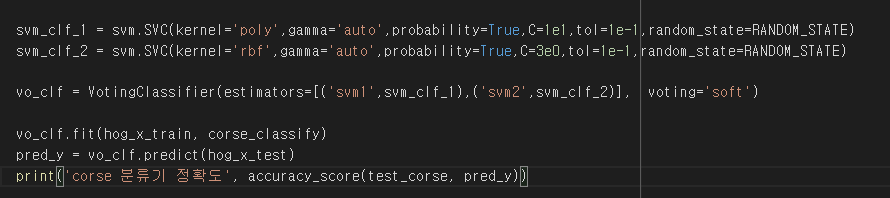 svm_clf_1 = svm.SVC(kernel='poly',gamma='auto',probability=True,C=1e1,tol=1e-1,random_state=RANDOM_STATE)
svm_clf_2 = svm.SVC(kernel='rbf',gamma='auto',probability=True,C=3e0,tol=1e-1,random_state=RANDOM_STATE)
vo_clf = VotingClassifier(estimators=[('svm1',svm_clf_1),('svm2',svm_clf_2)],  voting='soft')
vo_clf.fit(hog_x_train, corse_classify)
pred_y = vo_clf.predict(hog_x_test)
print('corse 분류기 정확도', accuracy_score(test_corse, pred_y))